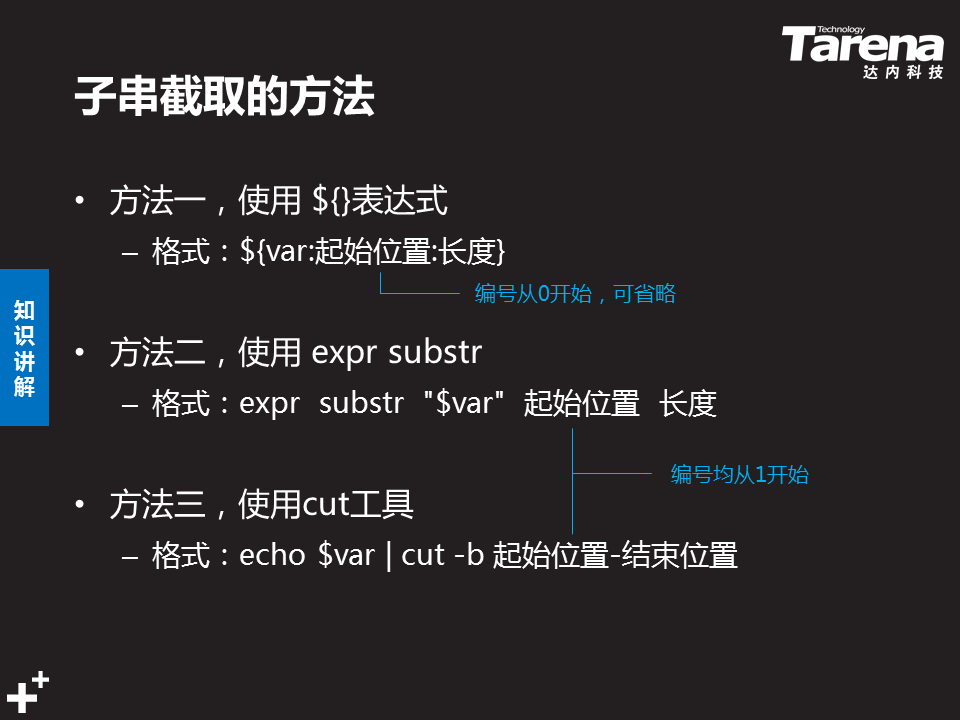 Technology
Tarena
达内科技
子串截取的方法
• 方法一，使用 ${}表达式
– 格式：${var:起始位置:长度}
编号从0开始，可省略
知识讲解
• 方法二，使用 expr substr
– 格式：expr substr "$var" 起始位置 长度
编号均从1开始
• 方法三，使用cut工具
– 格式：echo $var | cut -b 起始位置-结束位置